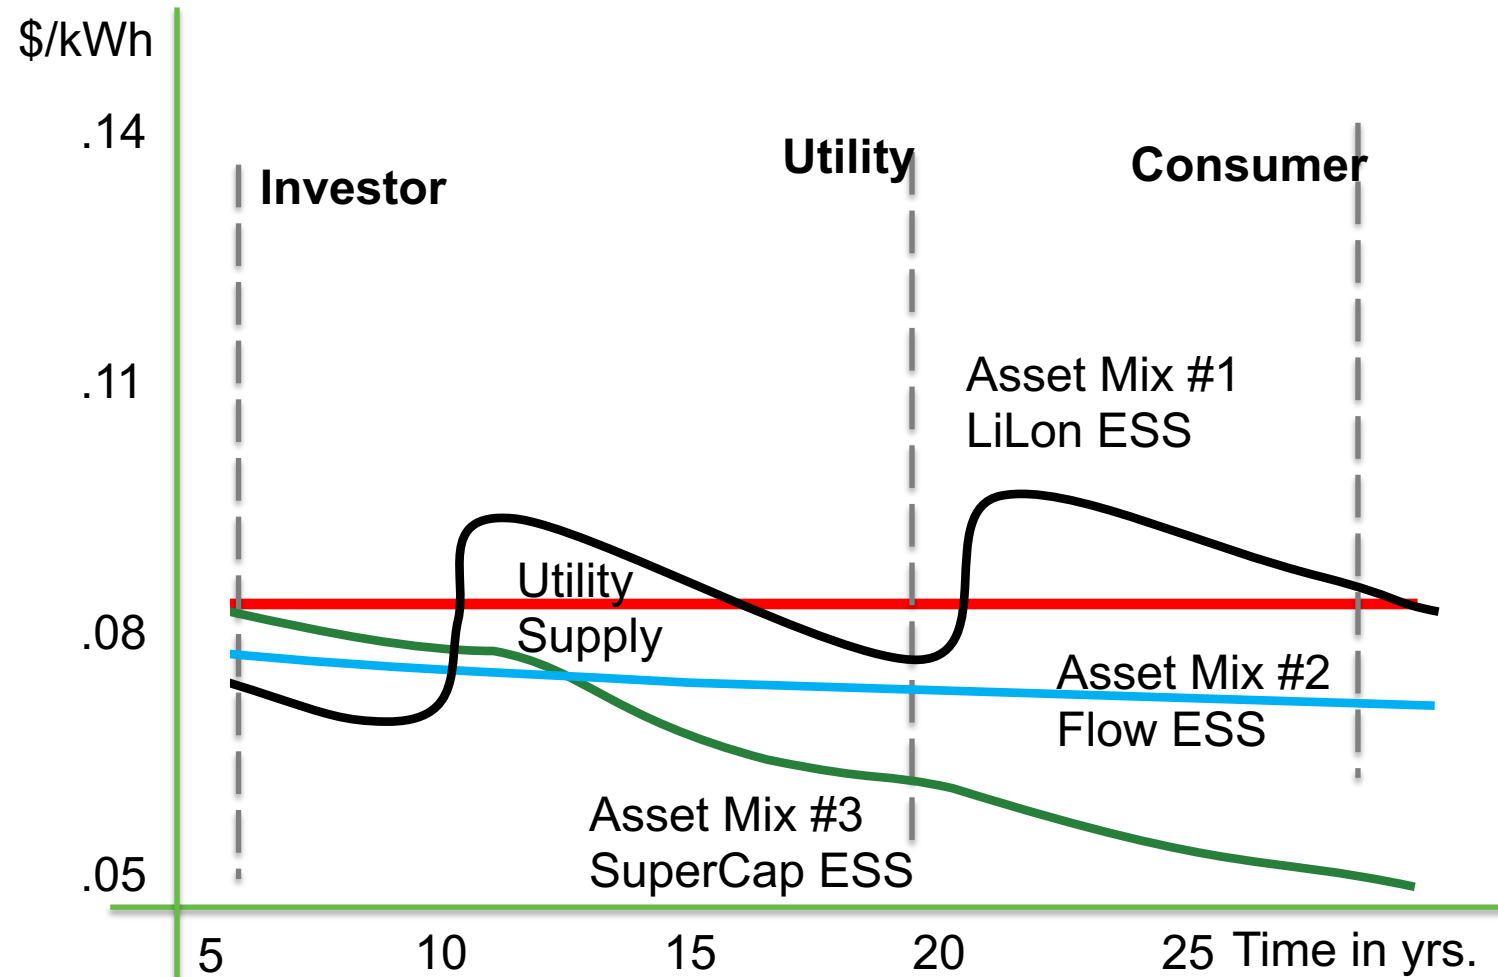 $/kWh
.14
Utility
Consumer
Investor
.11
Asset Mix #1
LiLon ESS
Utility
Supply
.08
Asset Mix #2
Flow ESS
Asset Mix #3
SuperCap ESS
.05
5 10 15 20 25 Time in yrs.